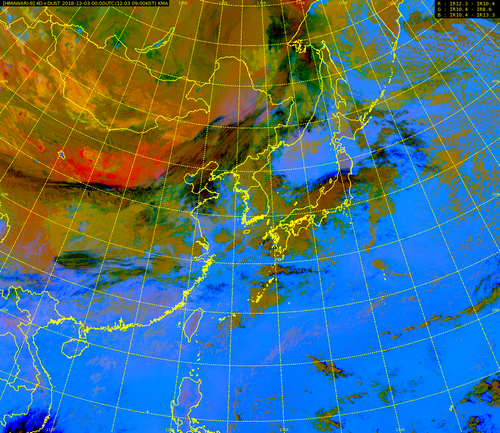 [HIMAWARI-8] KO+DUST 2018-12-03 00:00UTC(12.03 09:00KST) KMA
R : IR12.3 - IR10.4
G : IR10.4 - IR8.6
B : IR10.4 - IR13.3